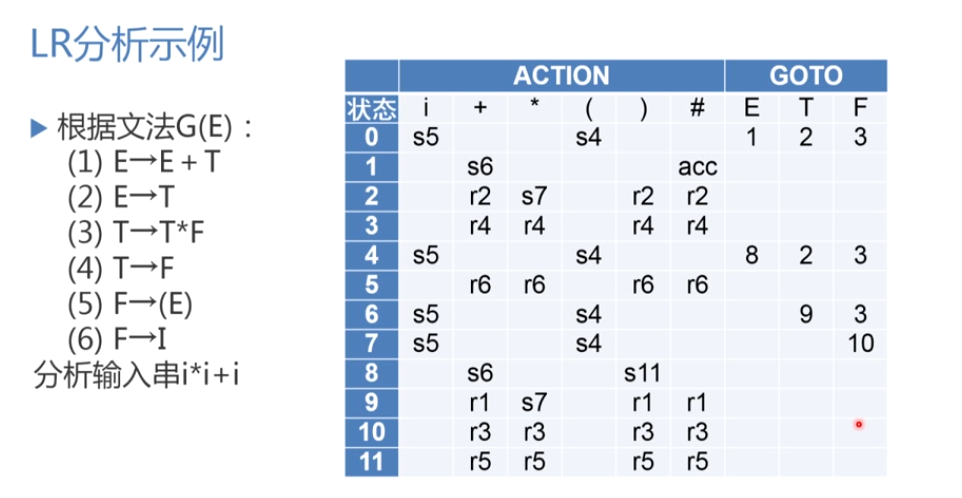 LR分析示例
根据文法G(E)：
(1) E→E + T
(2) E→T
(3) T→T*F
(4) T→F
(5) F→(E)
(6) F→I
分析输入串i*i+i
ACTION GOTO
状态 i + * ( ) # E T F
0 s5 s4 1 2 3
1 s6 acc
2 r2 s7 r2 r2
3 r4 r4 r4 r4
4 s5 s4 8 2 3
5 r6 r6 r6 r6
6 s5 s4 9 3
7 s5 s4 10
8 s6 s11
9 r1 s7 r1 r1
10 r3 r3 r3 r3
11 r5 r5 r5 r5